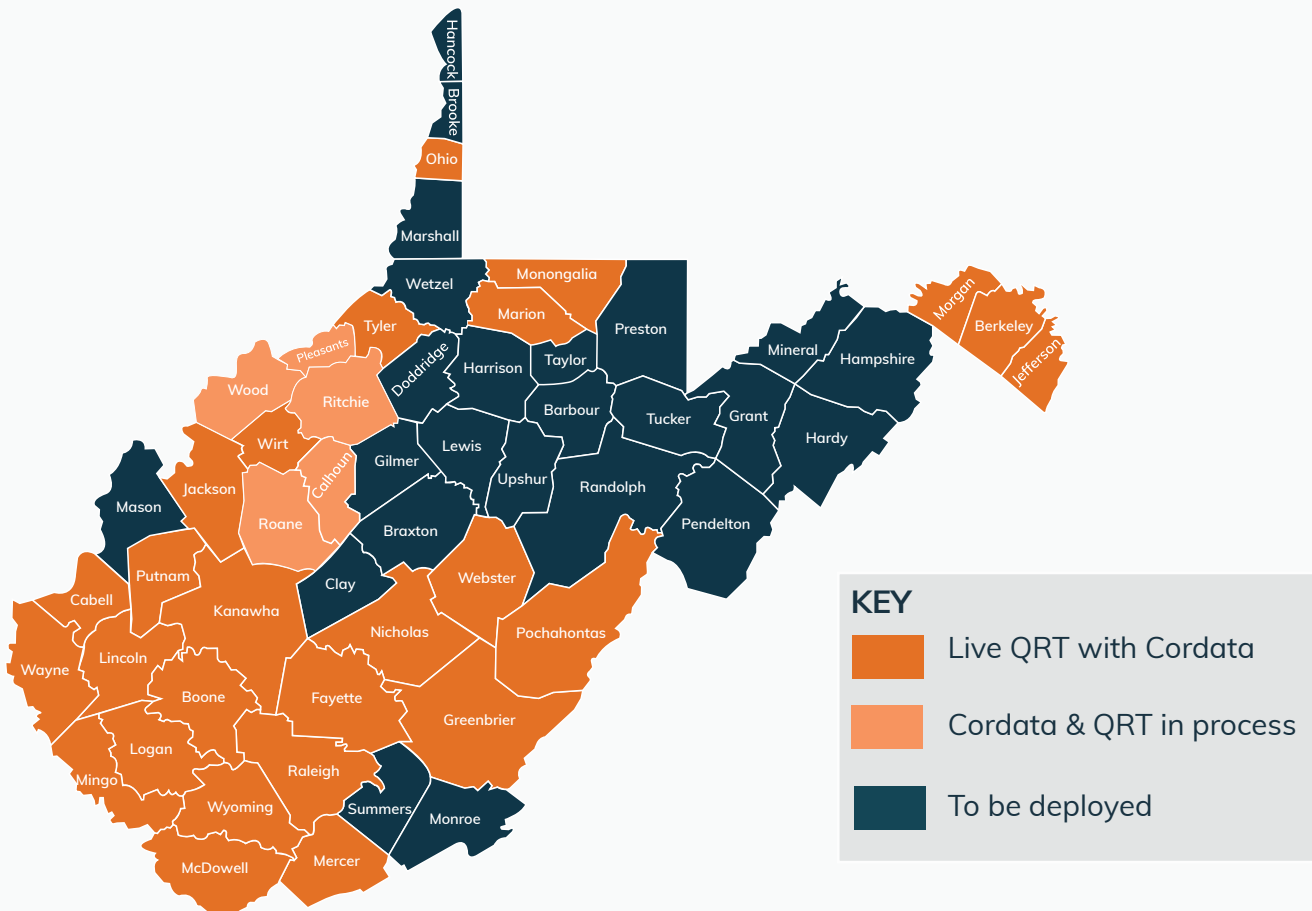 Hancock
Brooke
Ohio
Marshall
Wetzel
Monongalia
Marion
Tyler
Preston
Pleasants
Doddridge
Harrison
Taylor
Morgan
Berkeley
Jefferson
Mineral
Hampshire
Wood
Ritchie
Barbour
Tucker
Grant
Hardy
Wirt
Lewis
Gilmer
Calhoun
Upshur
Randolph
Jackson
Mason
Roane
Braxton
Pendelton
Putnam
Clay
Webster
Cabell
Kanawha
Nicholas
Pochahontas
Wayne
Lincoln
Boone
Fayette
Greenbrier
Logan
Mingo
Raleigh
Wyoming
Summers
Monroe
McDowell
Mercer
KEY
Live QRT with Cordata
Cordata & QRT in process
To be deployed